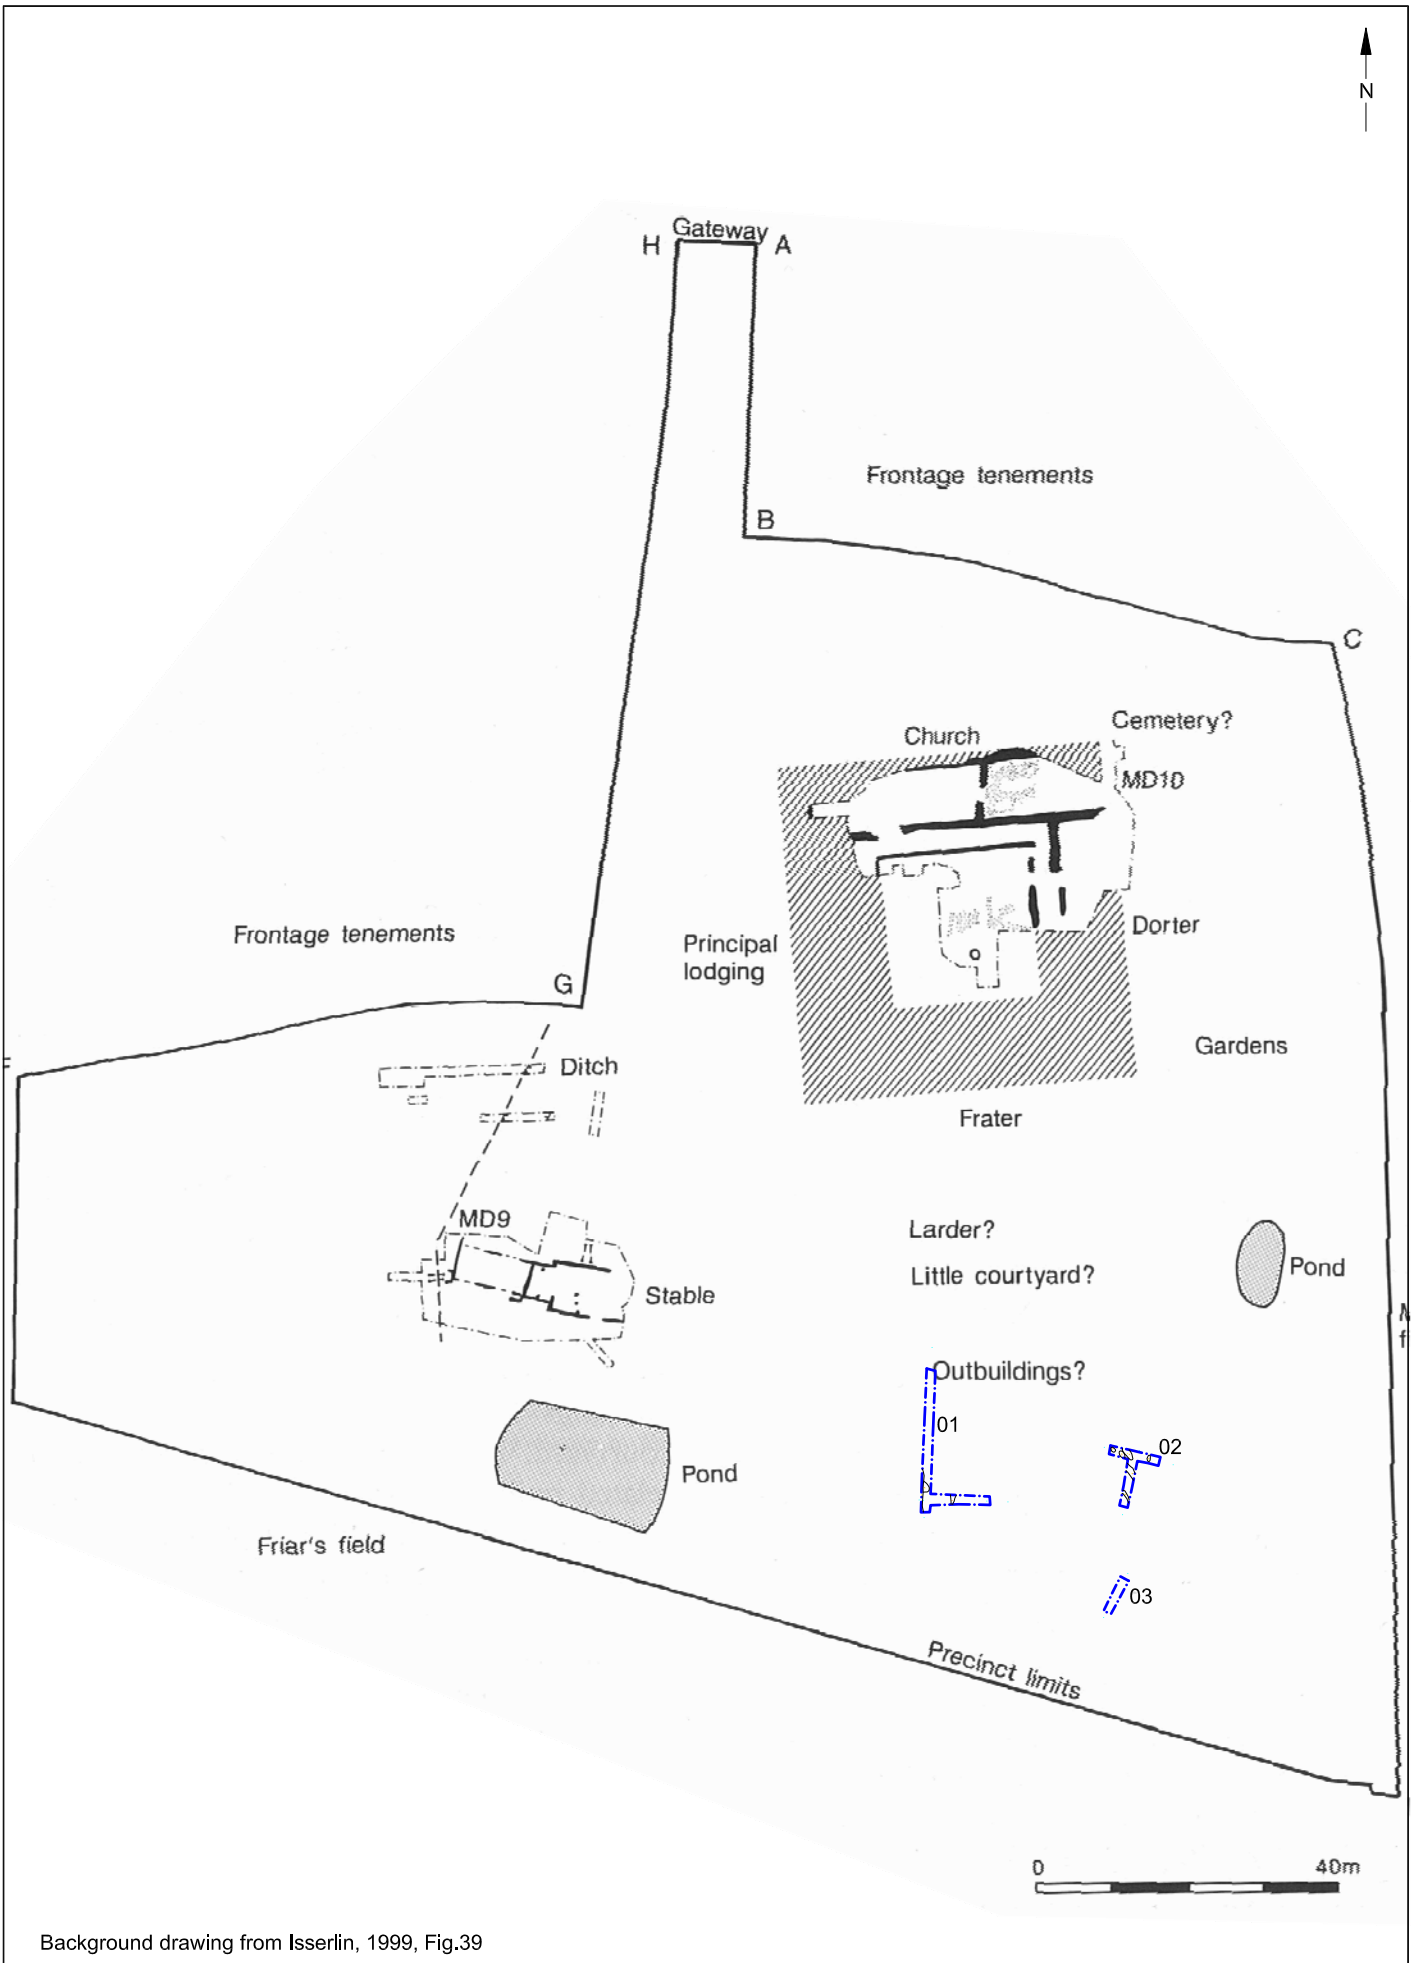 N
Gateway
H
A
Frontage tenements
B
C
Cemetery?
Church
MD10
Dorter
Frontage tenements
Principal
lodging
G
Gardens
Ditch
Frater
MD9
Larder?
Little courtyard?
Pond
Stable
Outbuildings?
01
02
Pond
Friar's field
03
Precinct limits
0
40m
Background drawing from Isserlin, 1999, Fig.39